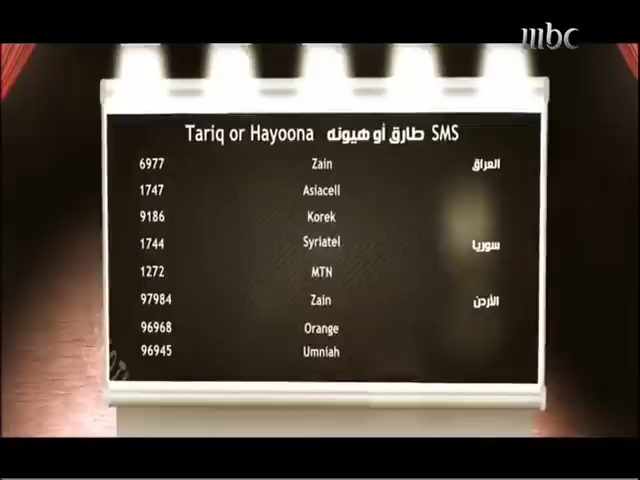 mbc
Tariq or Hayoona طارق أو هيونه SMS
6977 Zain العراق
1747 Asiacell
9186 Korek
1744 Syriatel سوريا
1272 MTN
97984 Zain الأردن
96968 Orange
96945 Umniah